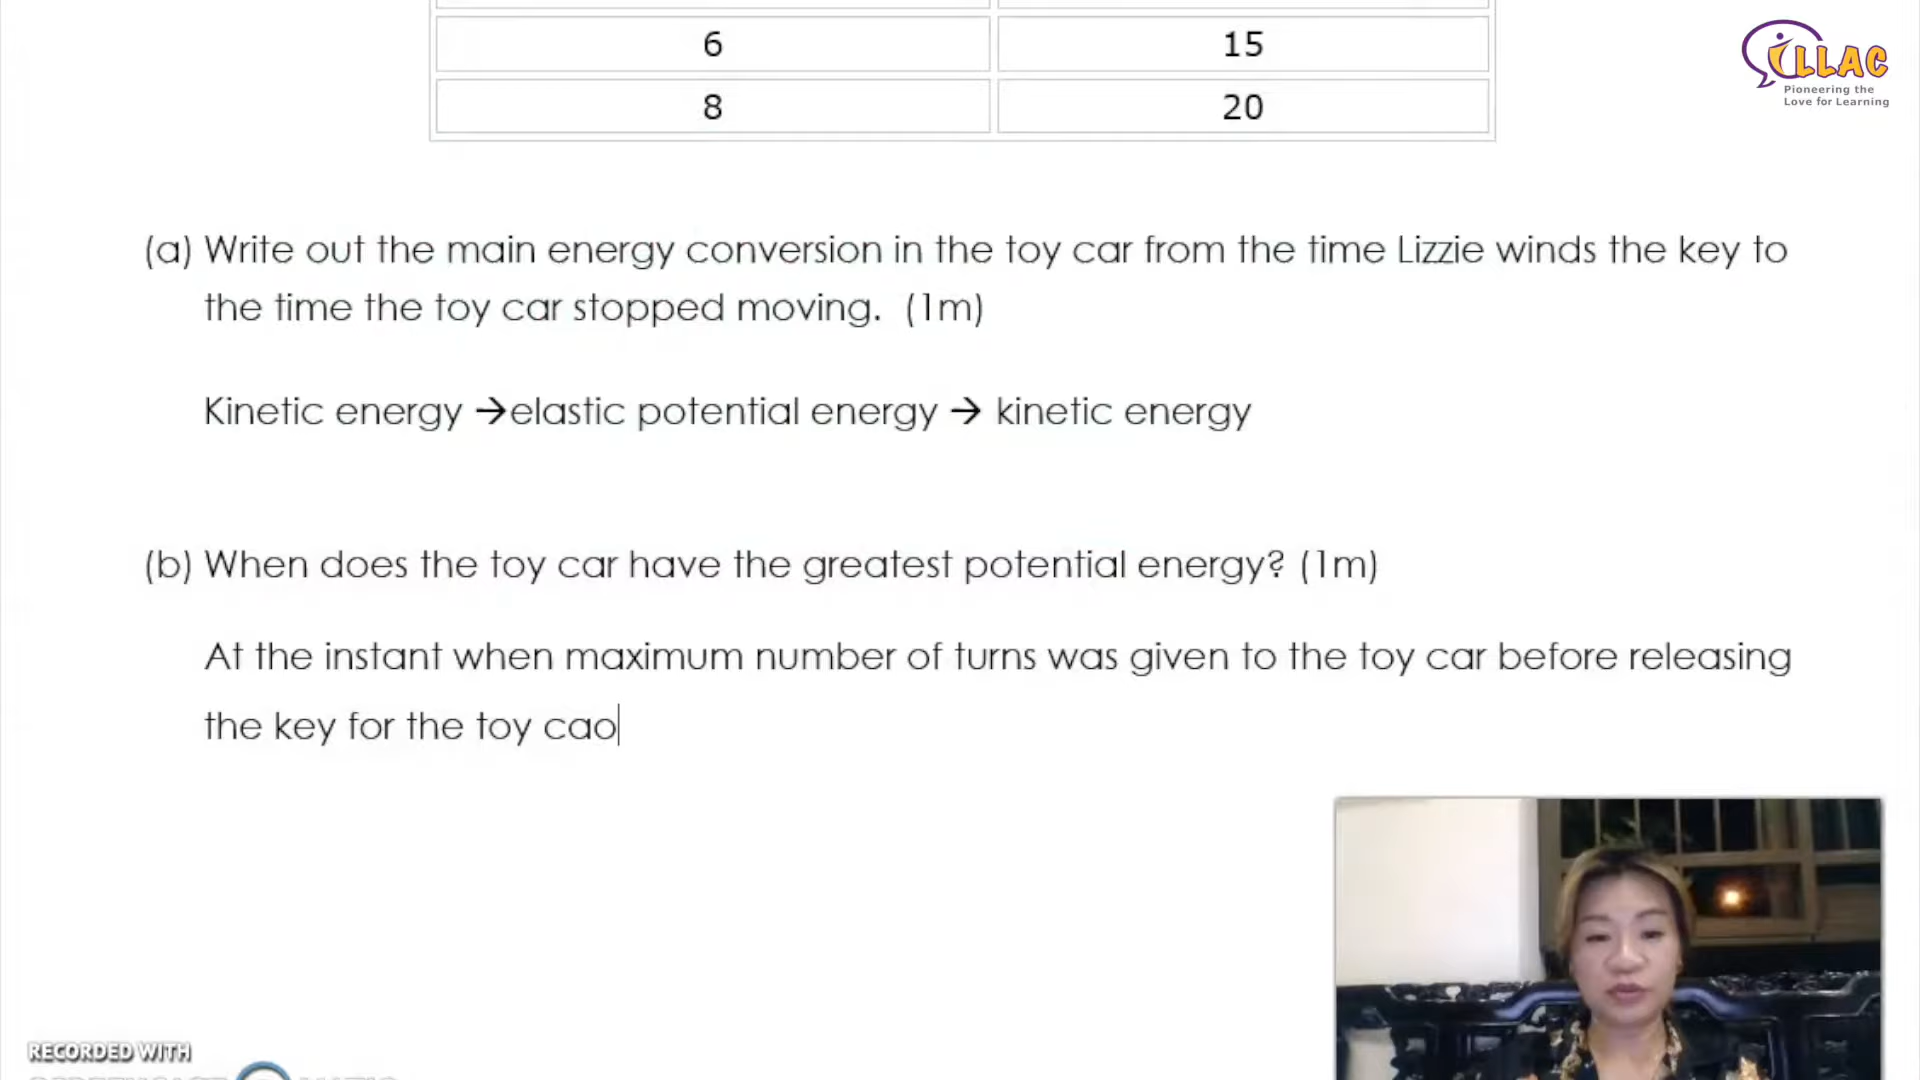 6 15
8 20
iLLAC
Pioneering the
Love for Learning
(a) Write out the main energy conversion in the toy car from the time Lizzie winds the key to
the time the toy car stopped moving. (1m)
Kinetic energy →elastic potential energy → kinetic energy
(b) When does the toy car have the greatest potential energy? (1m)
At the instant when maximum number of turns was given to the toy car before releasing
the key for the toy cao
RECORDED WITH